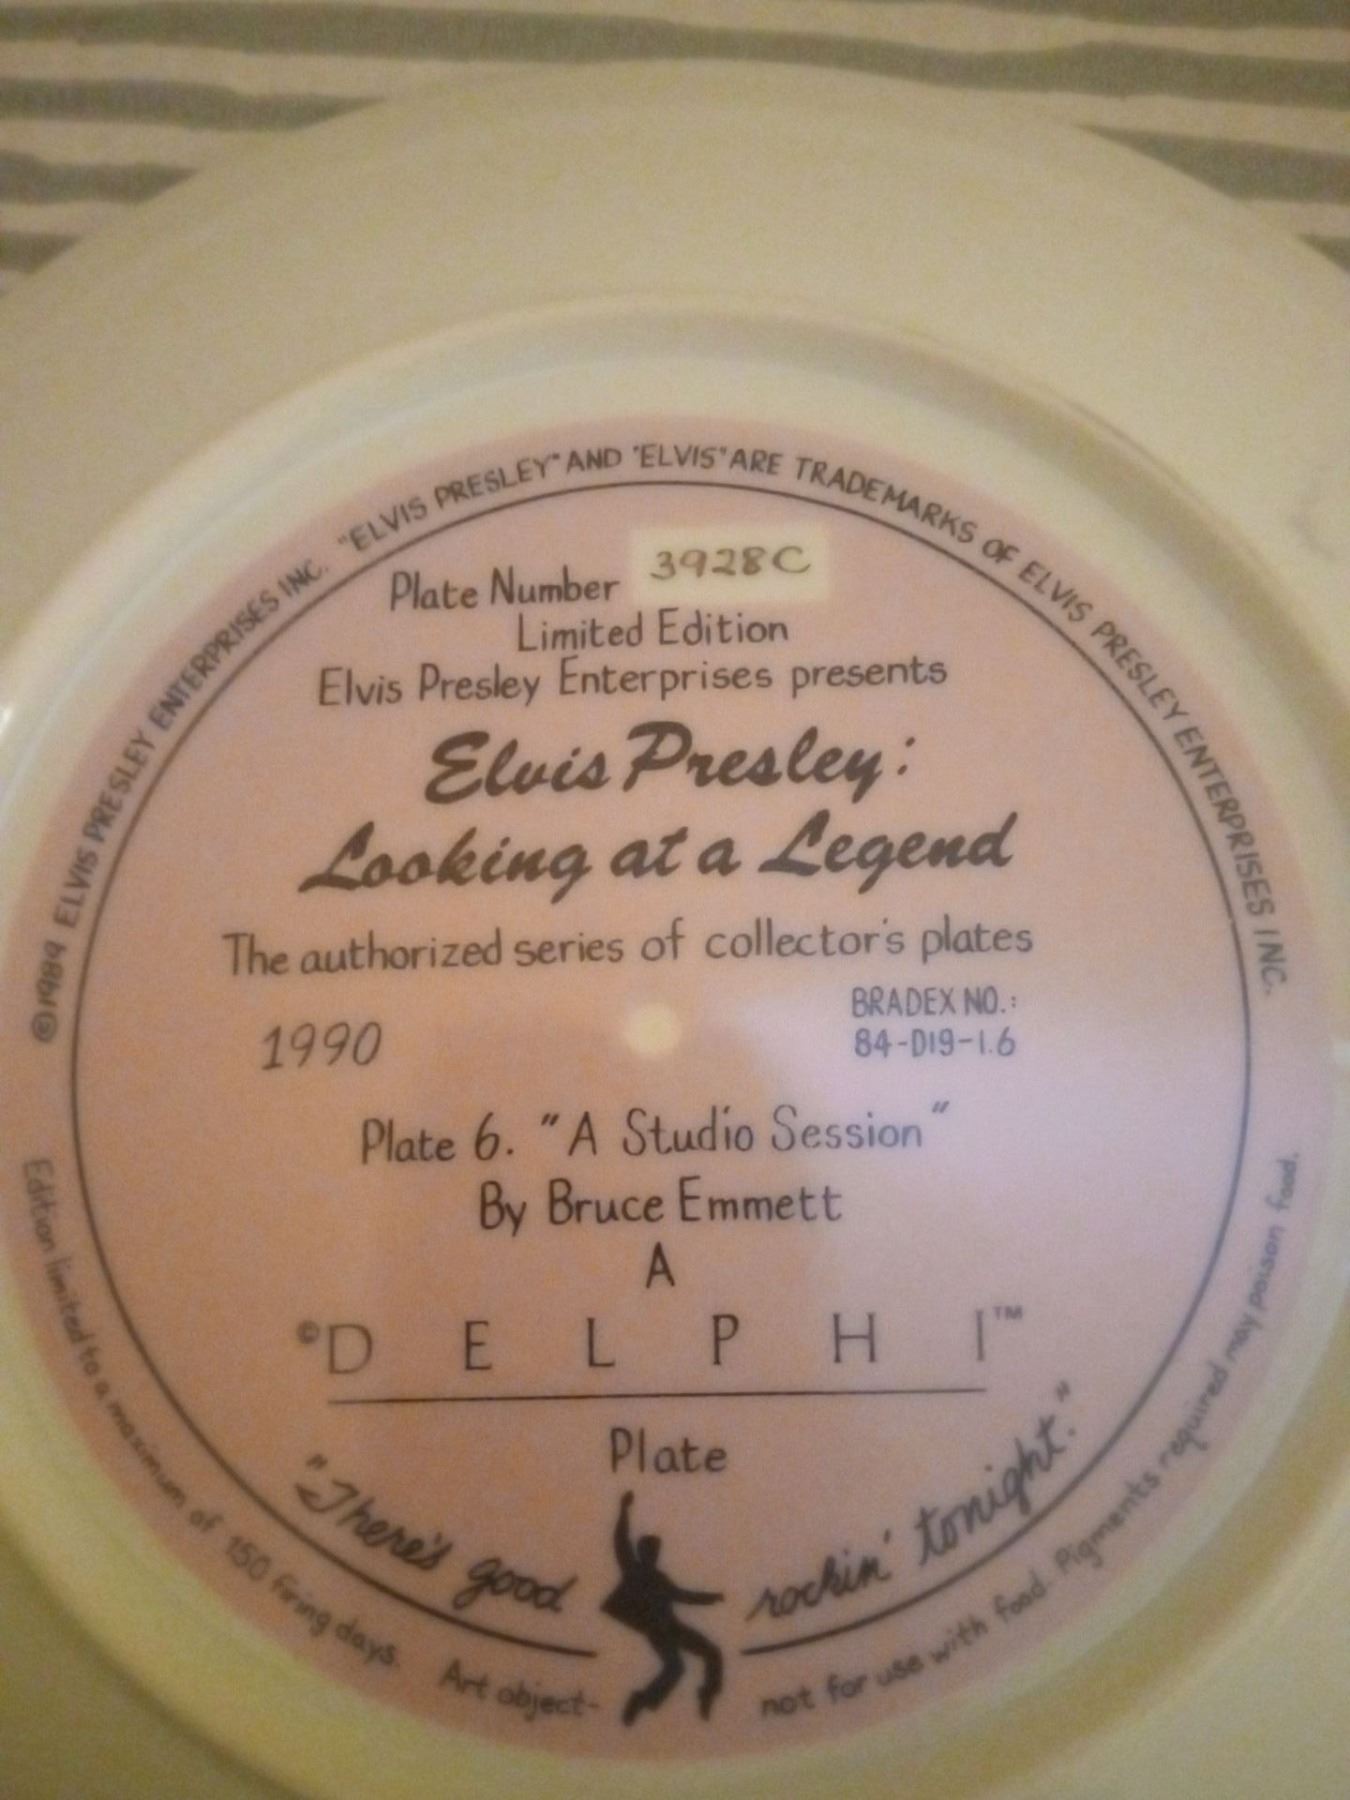 ©1989 ELVIS PRESLEY ENTERPRISES INC. "ELVIS PRESLEY" AND "ELVIS" ARE TRADEMARKS OF ELVIS PRESLEY ENTERPRISES INC.
Plate Number 3928C
Limited Edition
Elvis Presley Enterprises presents
Elvis Presley:
Looking at a Legend
The authorized series of collector's plates
1990
BRADEX NO.:
84-D19-1.6
Plate 6. "A Studio Session"
By Bruce Emmett
A
©DELPHI™
Plate
"There's good rockin' tonight."
Edition limited to a maximum of 150 firing days. Art object- not for use with food. Pigments required may poison food.